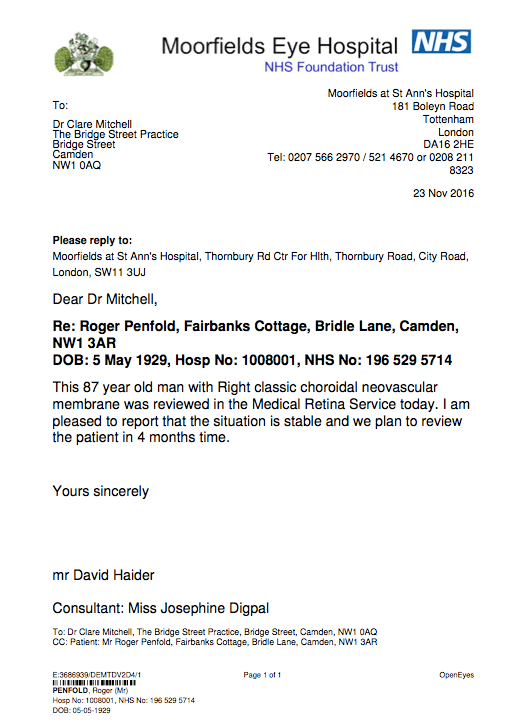 Moorfields Eye Hospital NHS
NHS Foundation Trust
Moorfields at St Ann's Hospital
181 Boleyn Road
Tottenham
London
DA16 2HE
Tel: 0207 566 2970 / 521 4670 or 0208 211
8323
23 Nov 2016
To:
Dr Clare Mitchell
The Bridge Street Practice
Bridge Street
Camden
NW1 0AQ
Please reply to:
Moorfields at St Ann's Hospital, Thornbury Rd Ctr For Hlth, Thornbury Road, City Road,
London, SW11 3UJ
Dear Dr Mitchell,
Re: Roger Penfold, Fairbanks Cottage, Bridle Lane, Camden,
NW1 3AR
DOB: 5 May 1929, Hosp No: 1008001, NHS No: 196 529 5714
This 87 year old man with Right classic choroidal neovascular
membrane was reviewed in the Medical Retina Service today. I am
pleased to report that the situation is stable and we plan to review
the patient in 4 months time.
Yours sincerely
mr David Haider
Consultant: Miss Josephine Digpal
To: Dr Clare Mitchell, The Bridge Street Practice, Bridge Street, Camden, NW1 0AQ
CC: Patient: Mr Roger Penfold, Fairbanks Cottage, Bridle Lane, Camden, NW1 3AR
E:3686939/DEMTDV2D4/1 Page 1 of 1 OpenEyes
PENFOLD, Roger (Mr)
Hosp No: 1008001, NHS No: 196 529 5714
DOB: 05-05-1929